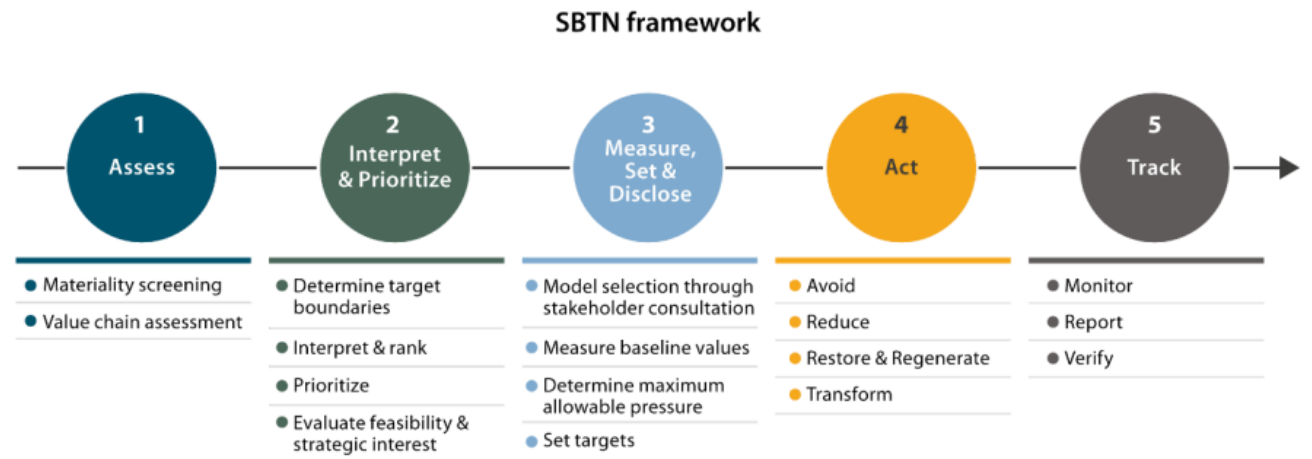 SBTN framework
1
Assess
2
Interpret
& Prioritize
3
Measure,
Set &
Disclose
4
Act
5
Track
Materiality screening
Value chain assessment
Determine target
boundaries
Interpret & rank
Prioritize
Evaluate feasibility &
strategic interest
Model selection through
stakeholder consultation
Measure baseline values
Determine maximum
allowable pressure
Set targets
Avoid
Reduce
Restore & Regenerate
Transform
Monitor
Report
Verify